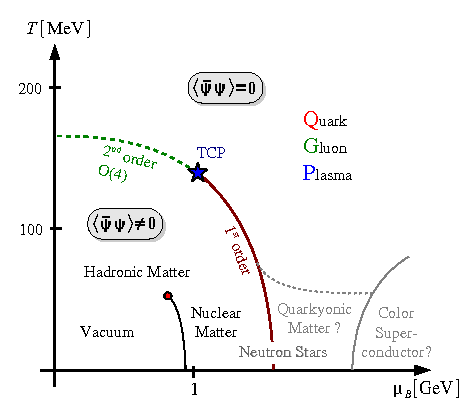 T [MeV]
200
⟨ψ̄ψ⟩=0
Quark
Gluon
Plasma
2nd order
O(4)
TCP
100
⟨ψ̄ψ⟩≠0
1st order
Hadronic Matter
Vacuum
Nuclear
Matter
Quarkyonic
Matter ?
Color
Super-
conductor?
Neutron Stars
1
μB [GeV]